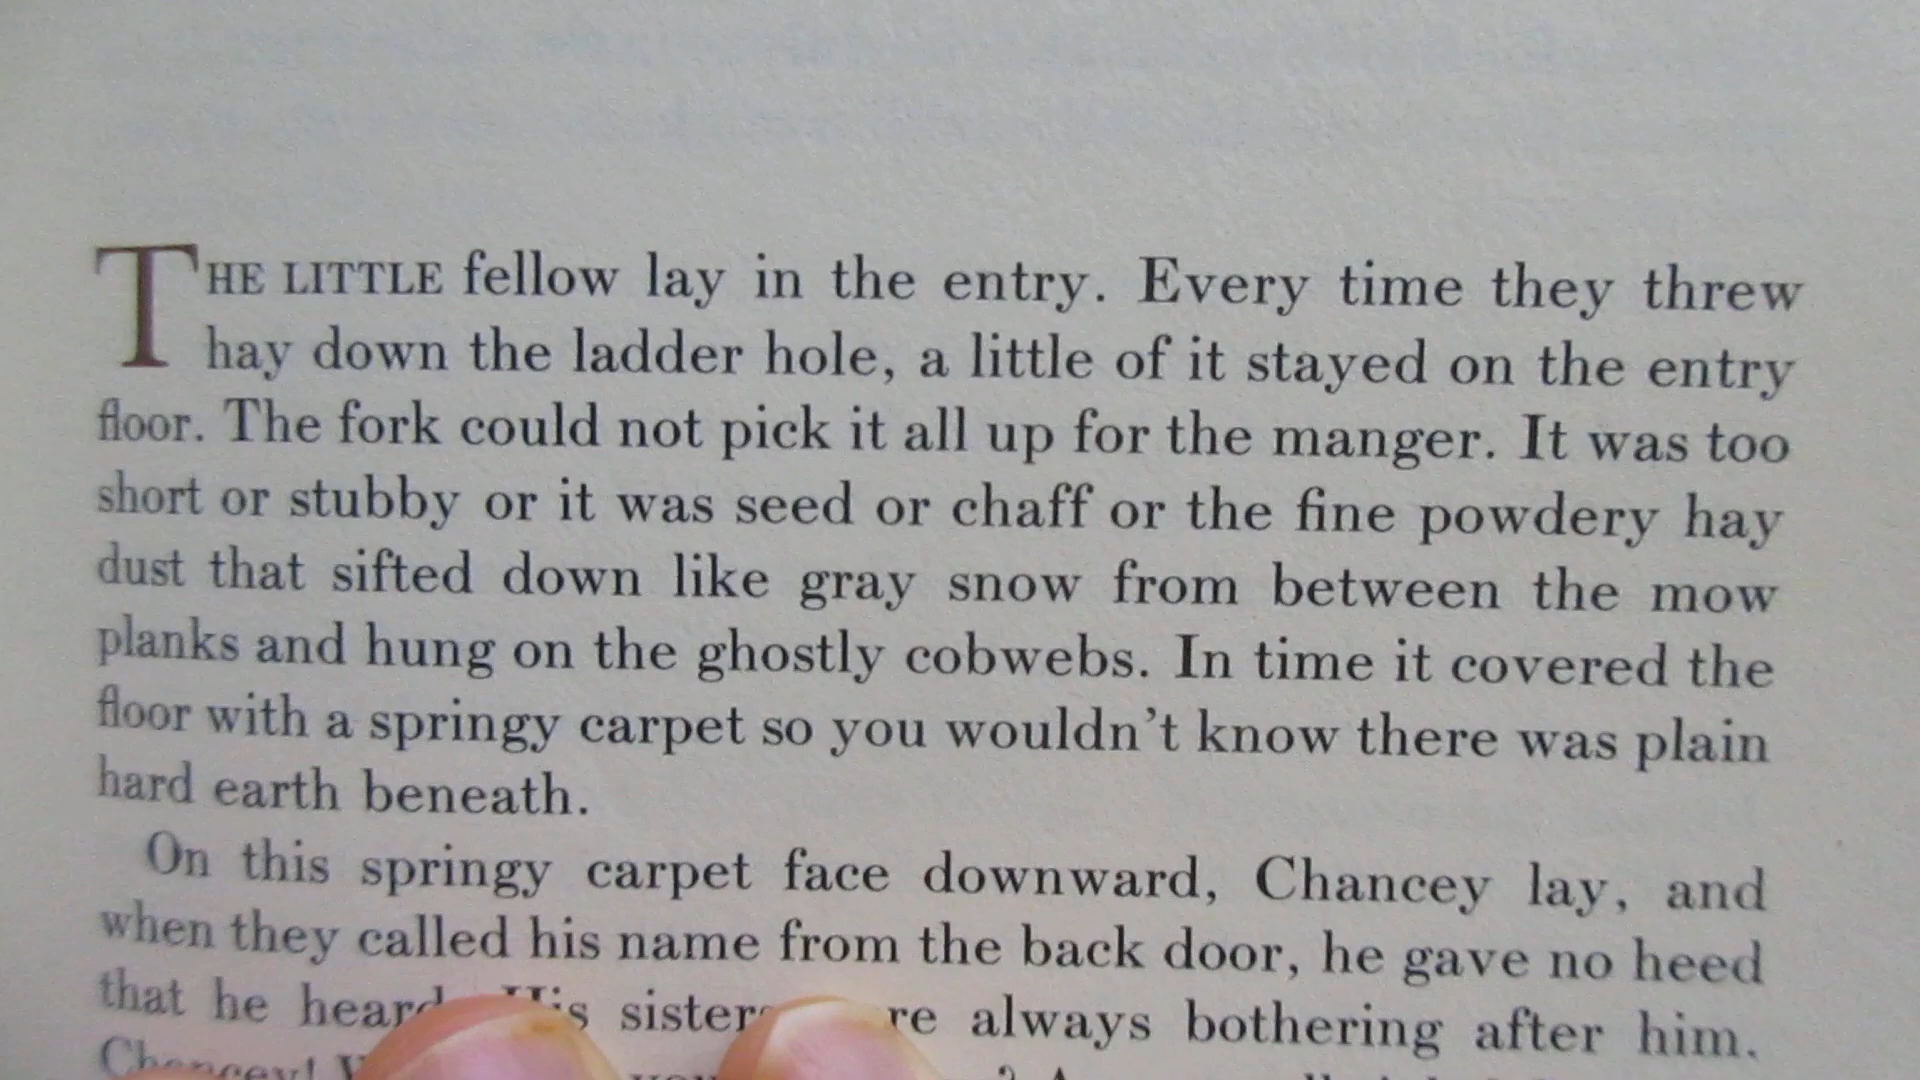 THE LITTLE fellow lay in the entry. Every time they threw
hay down the ladder hole, a little of it stayed on the entry
floor. The fork could not pick it all up for the manger. It was too
short or stubby or it was seed or chaff or the fine powdery hay
dust that sifted down like gray snow from between the mow
planks and hung on the ghostly cobwebs. In time it covered the
floor with a springy carpet so you wouldn’t know there was plain
hard earth beneath.
On this springy carpet face downward, Chancey lay, and
when they called his name from the back door, he gave no heed
that he heard. His always bothering after him.